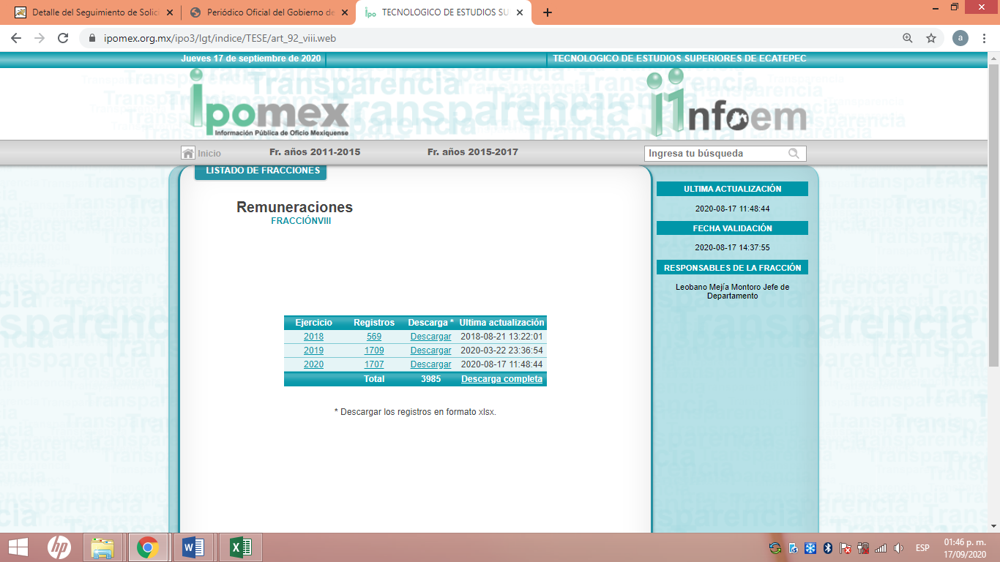 Detalle del Seguimiento de Solici
Periódico Oficial del Gobierno de
TECNOLOGICO DE ESTUDIOS SU
ipomex.org.mx/ipo3/lgt/indice/TESE/art_92_viii.web
a
Jueves 17 de septiembre de 2020
TECNOLOGICO DE ESTUDIOS SUPERIORES DE ECATEPEC
Transparencia
ipomex
Información Pública de Oficio Mexiquense
infoem
Inicio
Fr. años 2011-2015
Fr. años 2015-2017
Ingresa tu búsqueda
LISTADO DE FRACCIONES
Remuneraciones
FRACCIÓNVIII
ULTIMA ACTUALIZACIÓN
2020-08-17 11:48:44
FECHA VALIDACIÓN
2020-08-17 14:37:55
RESPONSABLES DE LA FRACCIÓN
Leobano Mejía Montoro Jefe de
Departamento
Ejercicio Registros Descarga * Ultima actualización
2018 569 Descargar 2018-08-21 13:22:01
2019 1709 Descargar 2020-03-22 23:36:54
2020 1707 Descargar 2020-08-17 11:48:44
Total 3985 Descarga completa
* Descargar los registros en formato xlsx.
ESP
01:46 p. m.
17/09/2020